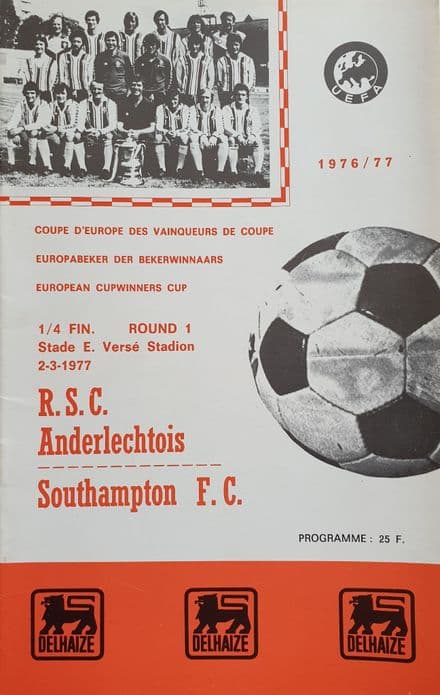 UEFA
1976/77
COUPE D'EUROPE DES VAINQUEURS DE COUPE
EUROPABEKER DER BEKERWINNAARS
EUROPEAN CUPWINNERS CUP
1/4 FIN. ROUND 1
Stade E. Versé Stadion
2-3-1977
R.S.C.
Anderlechtois
Southampton F.C.
PROGRAMME : 25 F.
DELHAIZE
DELHAIZE
DELHAIZE